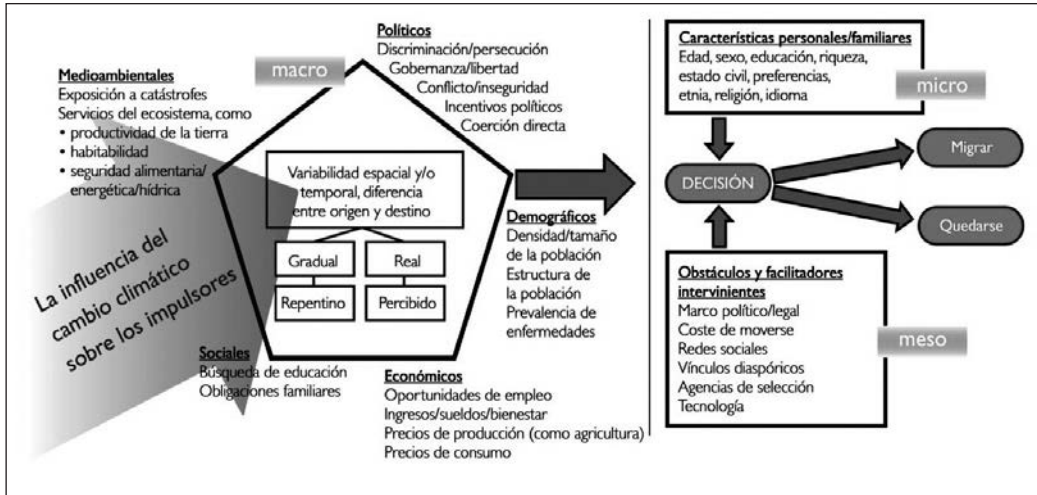 Medioambientales
Exposición a catástrofes
Servicios del ecosistema, como
• productividad de la tierra
• habitabilidad
• seguridad alimentaria/
energética/hídrica
macro
Políticos
Discriminación/persecución
Gobernanza/libertad
Conflicto/inseguridad
Incentivos políticos
Coerción directa
La influencia del
cambio climático
sobre los impulsores
Variabilidad espacial y/o
temporal, diferencia
entre origen y destino
Gradual
Real
Repentino
Percibido
Demográficos
Densidad/tamaño
de la población
Estructura de
la población
Prevalencia de
enfermedades
Sociales
Búsqueda de educación
Obligaciones familiares
Económicos
Oportunidades de empleo
Ingresos/sueldos/bienestar
Precios de producción (como agricultura)
Precios de consumo
Características personales/familiares
Edad, sexo, educación, riqueza,
estado civil, preferencias,
etnia, religión, idioma
micro
DECISIÓN
Migrar
Quedarse
Obstáculos y facilitadores
intervinientes
Marco político/legal
Coste de moverse
Redes sociales
Vínculos diaspóricos
Agencias de selección
Tecnología
meso